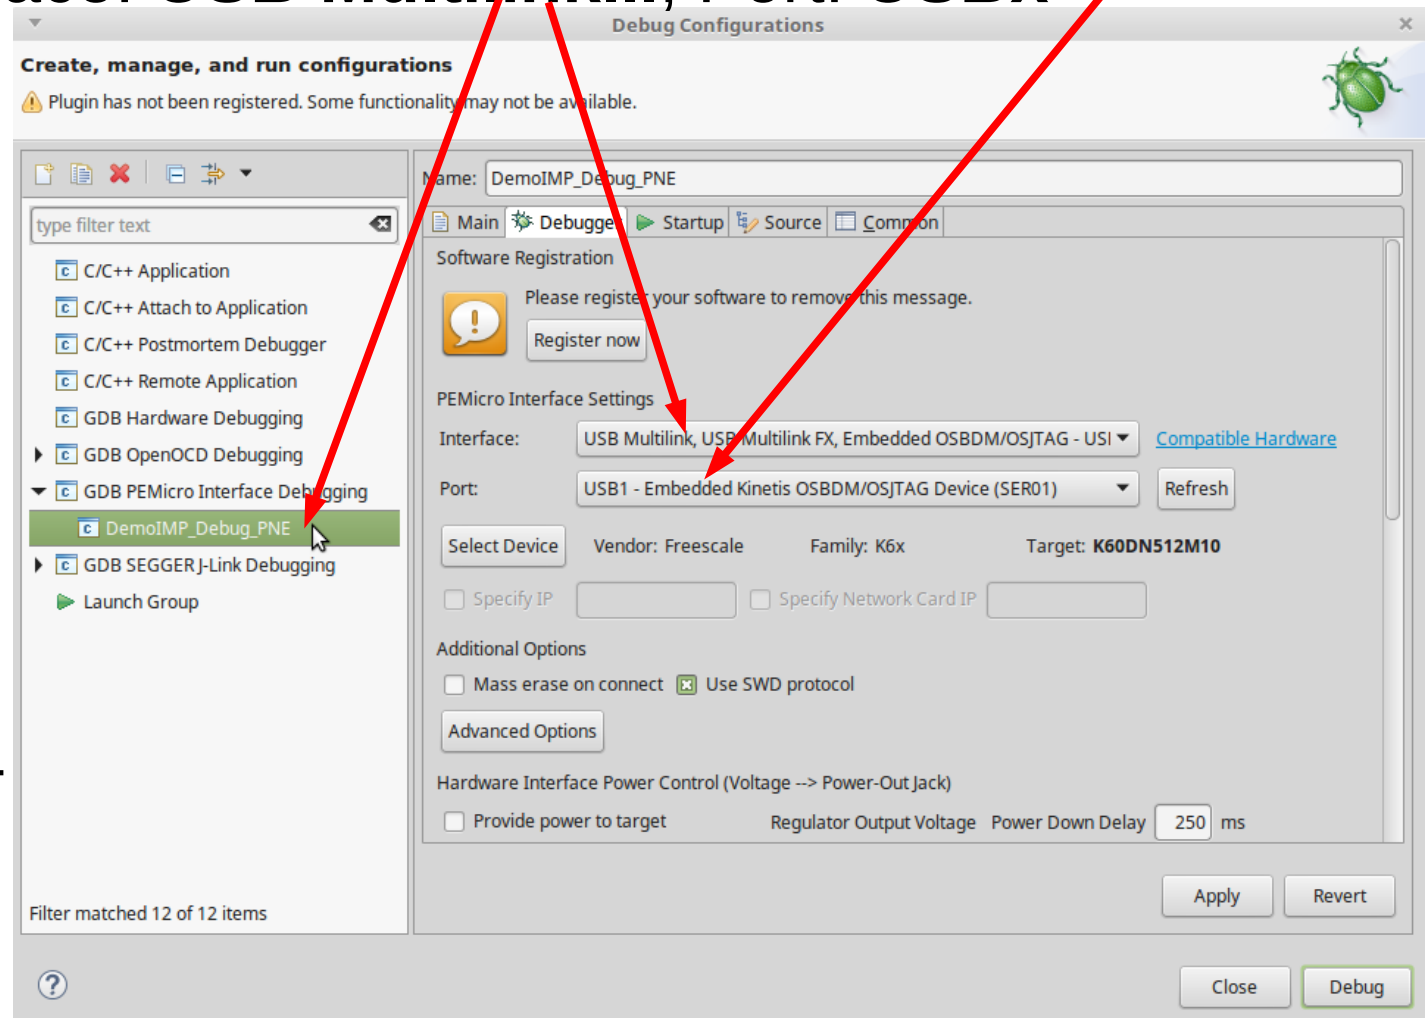 Debug Configurations
Create, manage, and run configurations
Plugin has not been registered. Some functionality may not be available.
Name: DemoIMP_Debug_PNE
type filter text
Main Debugger Startup Source Common
C/C++ Application
C/C++ Attach to Application
C/C++ Postmortem Debugger
C/C++ Remote Application
GDB Hardware Debugging
GDB OpenOCD Debugging
GDB PEMicro Interface Debugging
DemoIMP_Debug_PNE
GDB SEGGER J-Link Debugging
Launch Group
Filter matched 12 of 12 items
Software Registration
Please register your software to remove this message.
Register now
PEMicro Interface Settings
Interface: USB Multilink, USB Multilink FX, Embedded OSBDM/OSJTAG - USI Compatible Hardware
Port: USB1 - Embedded Kinetis OSBDM/OSJTAG Device (SER01) Refresh
Select Device Vendor: Freescale Family: K6x Target: K60DN512M10
Specify IP Specify Network Card IP
Additional Options
Mass erase on connect Use SWD protocol
Advanced Options
Hardware Interface Power Control (Voltage --> Power-Out Jack)
Provide power to target Regulator Output Voltage Power Down Delay 250 ms
Apply Revert
? Close Debug